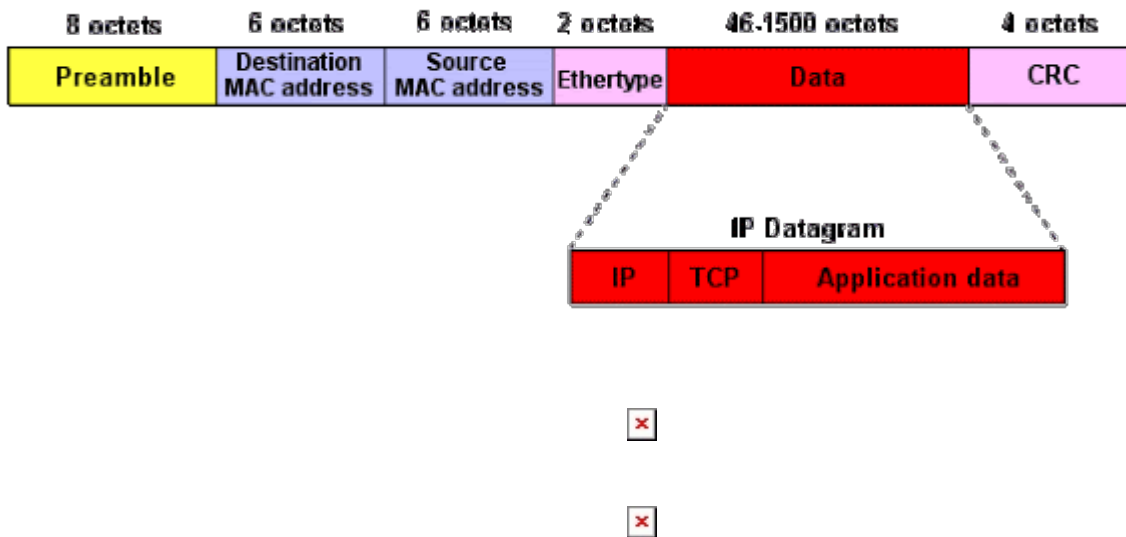 8 octets 6 octets 6 octets 2 octets 46-1500 octets 4 octets
Preamble Destination MAC address Source MAC address Ethertype Data CRC
IP Datagram
IP TCP Application data